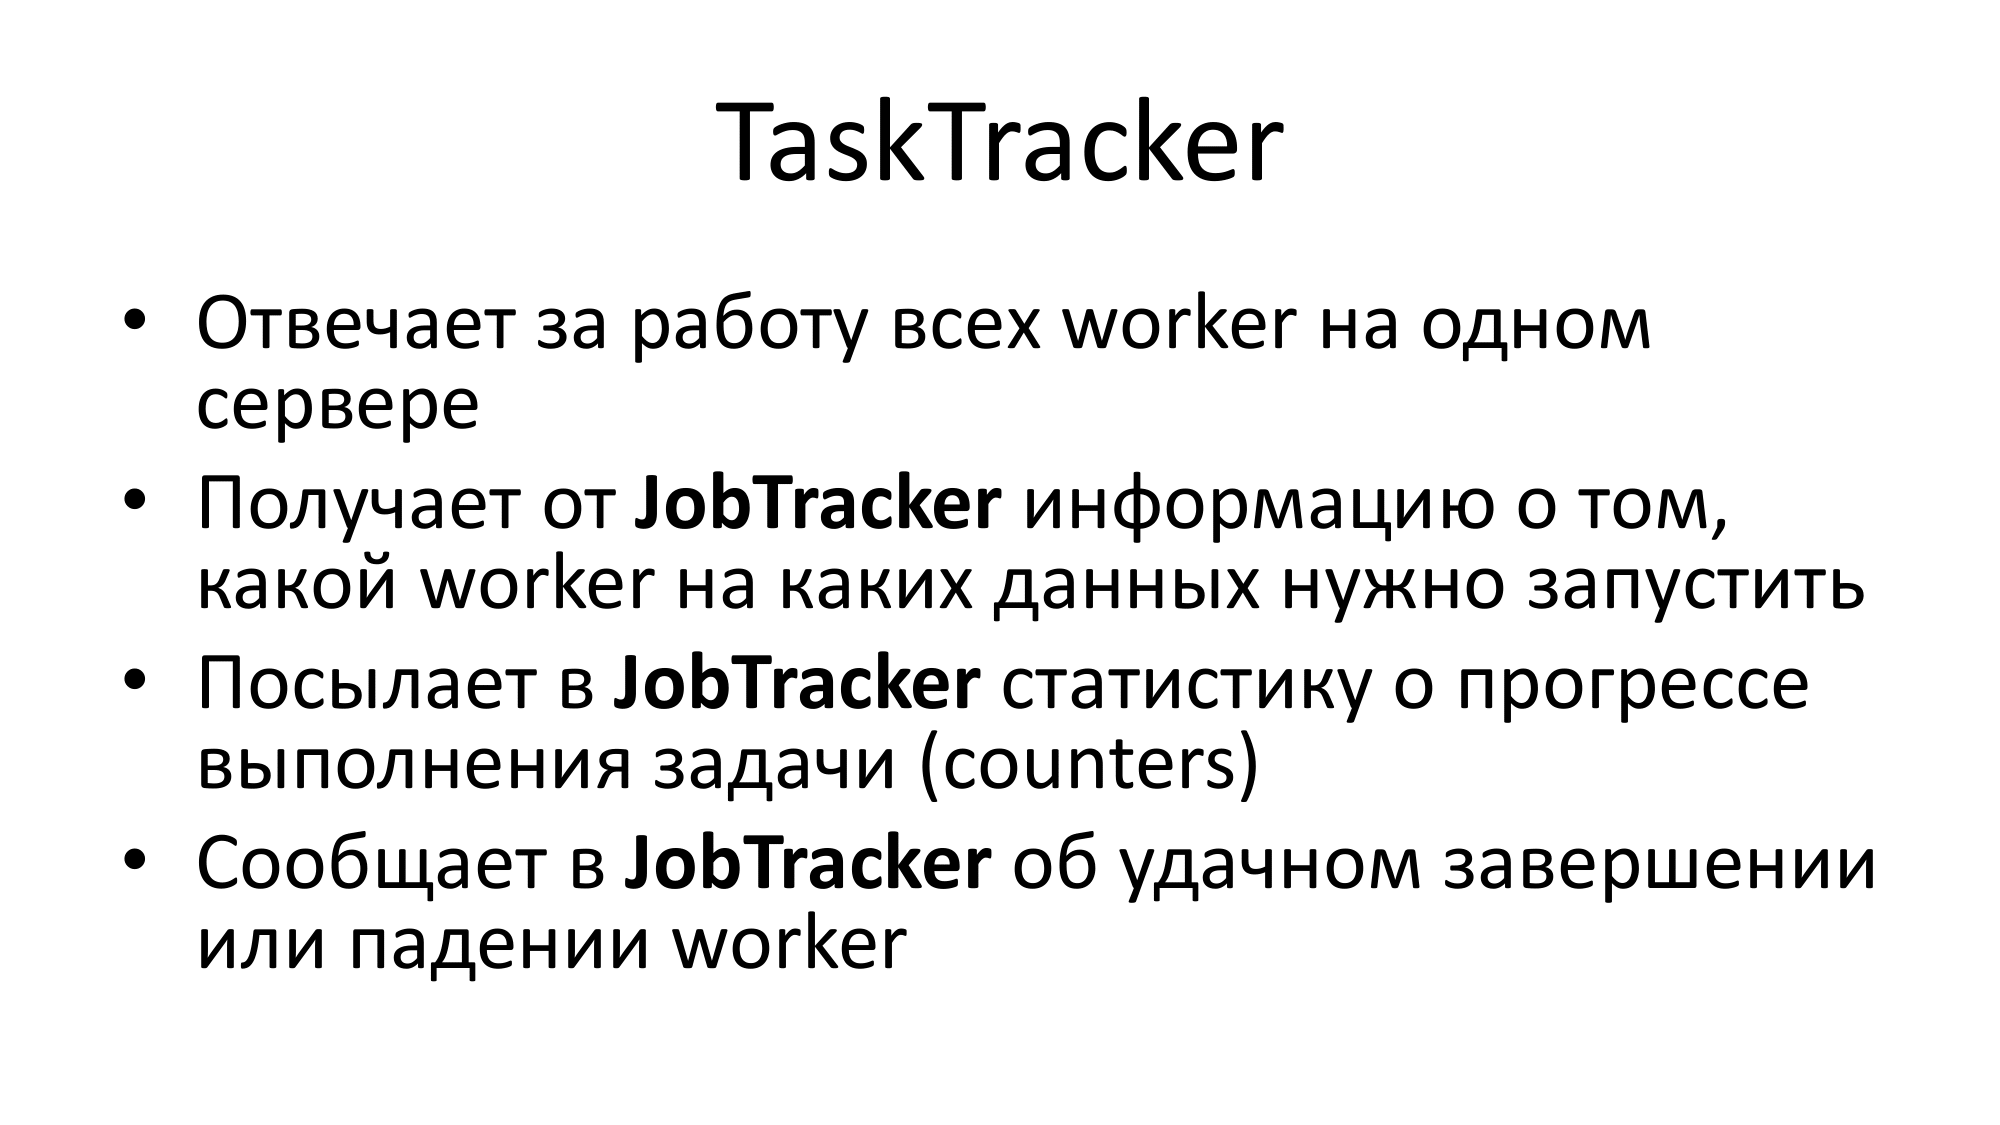 TaskTracker
• Отвечает за работу всех worker на одном
сервере
• Получает от JobTracker информацию о том,
какой worker на каких данных нужно запустить
• Посылает в JobTracker статистику о прогрессе
выполнения задачи (counters)
• Сообщает в JobTracker об удачном завершении
или падении worker